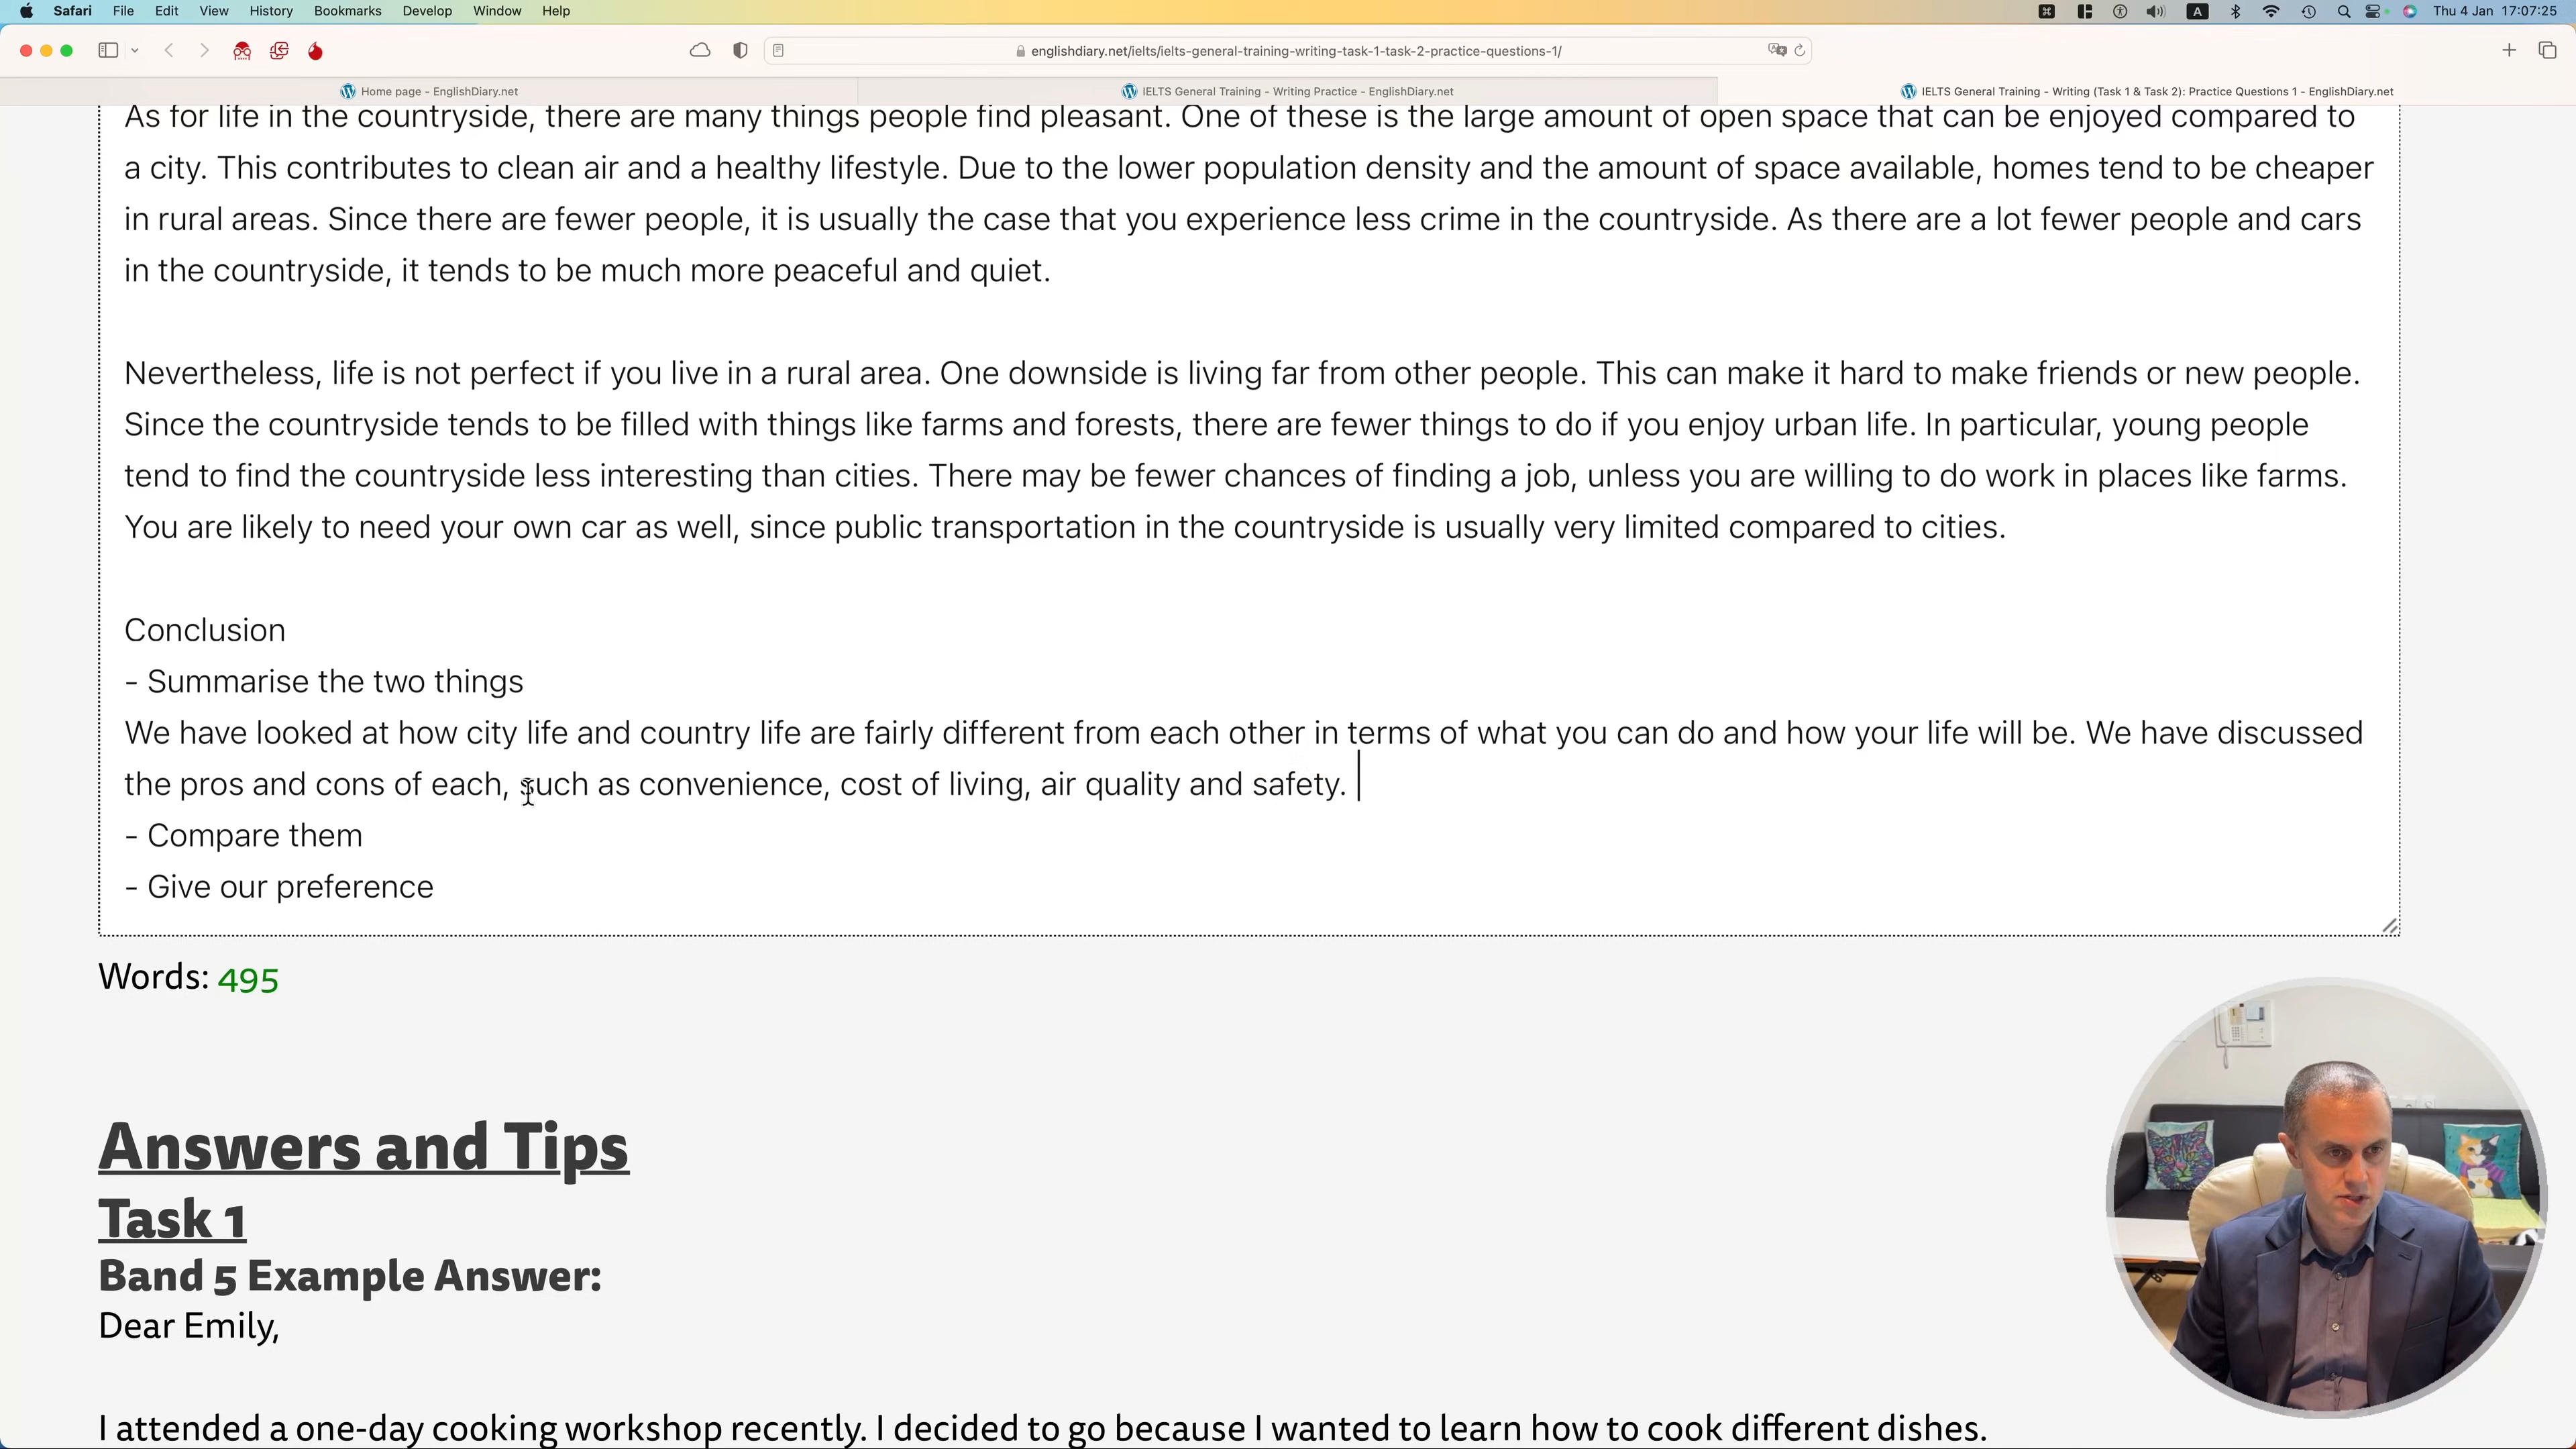 Safari File Edit View History Bookmarks Develop Window Help A Thu 4 Jan 17:07:25
englishdiary.net/ielts/ielts-general-training-writing-task-1-task-2-practice-questions-1/
Home page - EnglishDiary.net IELTS General Training - Writing Practice - EnglishDiary.net IELTS General Training - Writing (Task 1 & Task 2): Practice Questions 1 - EnglishDiary.net
As for life in the countryside, there are many things people find pleasant. One of these is the large amount of open space that can be enjoyed compared to
a city. This contributes to clean air and a healthy lifestyle. Due to the lower population density and the amount of space available, homes tend to be cheaper
in rural areas. Since there are fewer people, it is usually the case that you experience less crime in the countryside. As there are a lot fewer people and cars
in the countryside, it tends to be much more peaceful and quiet.
Nevertheless, life is not perfect if you live in a rural area. One downside is living far from other people. This can make it hard to make friends or new people.
Since the countryside tends to be filled with things like farms and forests, there are fewer things to do if you enjoy urban life. In particular, young people
tend to find the countryside less interesting than cities. There may be fewer chances of finding a job, unless you are willing to do work in places like farms.
You are likely to need your own car as well, since public transportation in the countryside is usually very limited compared to cities.
Conclusion
- Summarise the two things
We have looked at how city life and country life are fairly different from each other in terms of what you can do and how your life will be. We have discussed
the pros and cons of each, such as convenience, cost of living, air quality and safety.
- Compare them
- Give our preference
Words: 495
Answers and Tips
Task 1
Band 5 Example Answer:
Dear Emily,
I attended a one-day cooking workshop recently. I decided to go because I wanted to learn how to cook different dishes.